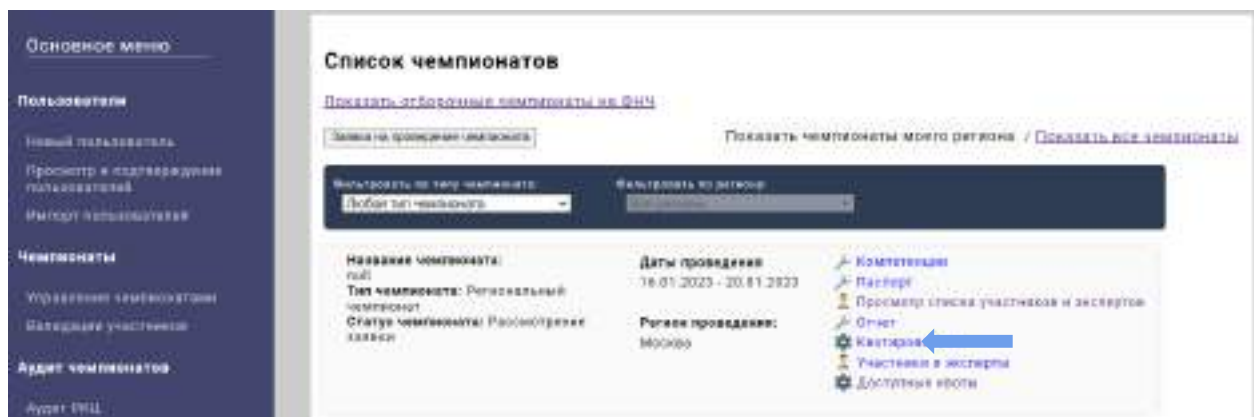 Основное меню
Пользователи
Новый пользователь
Просмотр и подтверждение
пользователей
Импорт пользователей
Чемпионаты
Управление чемпионатами
Валидация участников
Аудит чемпионатов
Аудит РКЦ
Список чемпионатов
Показать отборочные чемпионаты на ФНЧ
Заявка на проведение чемпионата
Показать чемпионаты моего региона / Показать все чемпионаты
Фильтровать по типу чемпионата:
Любой тип чемпионата
Фильтровать по региону:
Название чемпионата:
null
Тип чемпионата: Региональный
чемпионат
Статус чемпионата: Рассмотрение
заявки
Даты проведения
16.01.2023 - 20.01.2023
Регион проведения:
Москва
Компетенции
Паспорт
Просмотр списка участников и экспертов
Отчет
Участники и эксперты
Доступные квоты